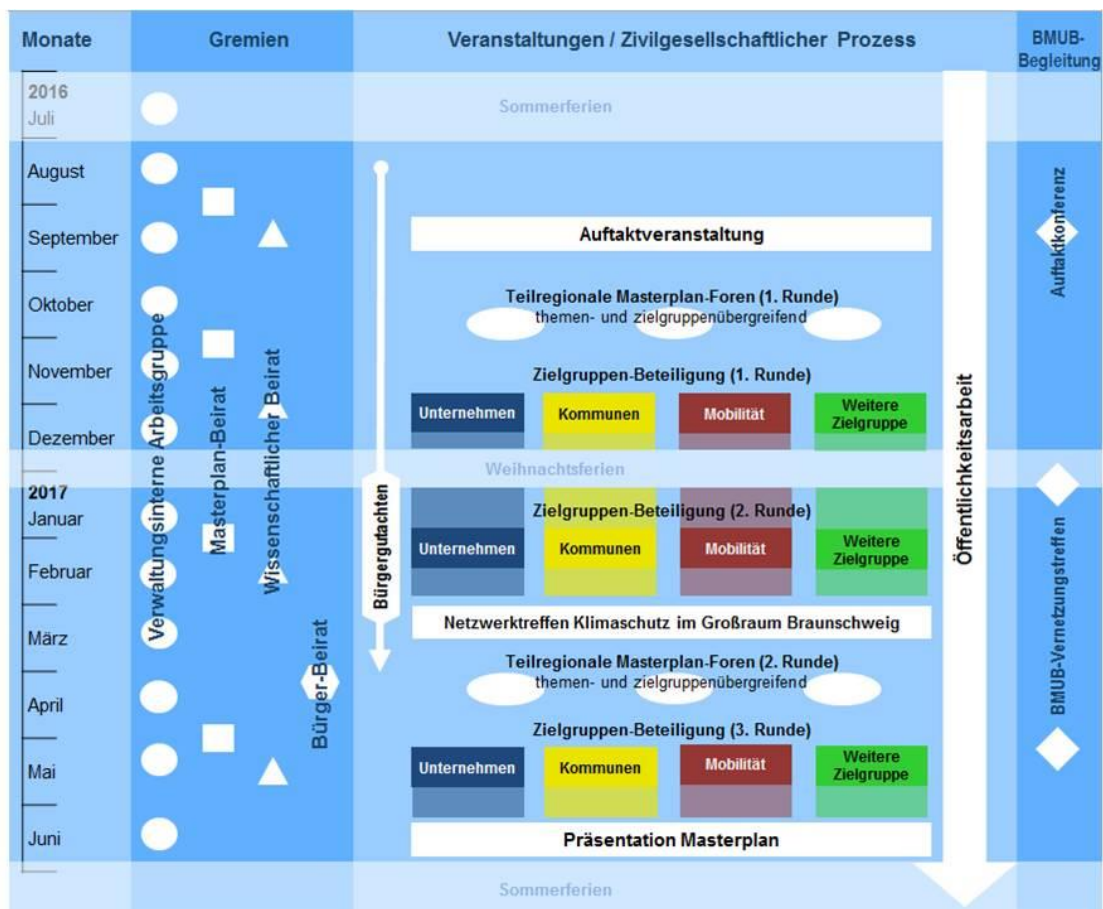 Monate
Gremien
Veranstaltungen / Zivilgesellschaftlicher Prozess
BMUB-
Begleitung
2016
Juli
August
September
Oktober
November
Dezember
2017
Januar
Februar
März
April
Mai
Juni
Verwaltungsinterne Arbeitsgruppe
Masterplan-Beirat
Wissenschaftlicher Beirat
Bürger-Beirat
Bürgergutachten
Sommerferien
Auftaktveranstaltung
Teilregionale Masterplan-Foren (1. Runde)
themen- und zielgruppenübergreifend
Zielgruppen-Beteiligung (1. Runde)
Unternehmen
Kommunen
Mobilität
Weitere
Zielgruppe
Weihnachtsferien
Zielgruppen-Beteiligung (2. Runde)
Unternehmen
Kommunen
Mobilität
Weitere
Zielgruppe
Netzwerktreffen Klimaschutz im Großraum Braunschweig
Teilregionale Masterplan-Foren (2. Runde)
themen- und zielgruppenübergreifend
Zielgruppen-Beteiligung (3. Runde)
Unternehmen
Kommunen
Mobilität
Weitere
Zielgruppe
Präsentation Masterplan
Sommerferien
Öffentlichkeitsarbeit
Auftaktkonferenz
BMUB-Vernetzungstreffen